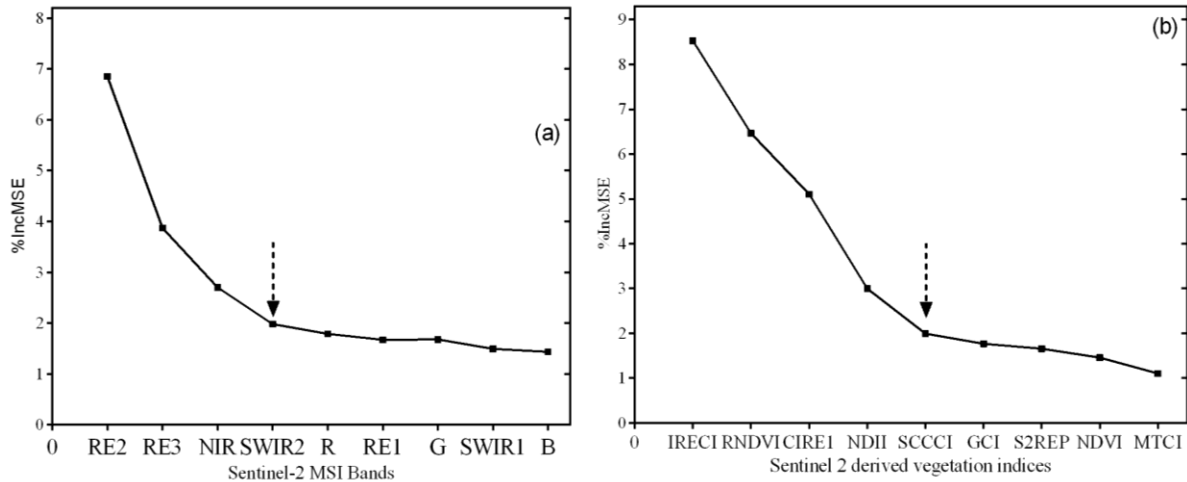 8
7
6
5
4
3
2
1
0
%IncMSE
(a)
0 RE2 RE3 NIR SWIR2 R RE1 G SWIR1 B
Sentinel-2 MSI Bands
9
8
7
6
5
4
3
2
1
0
%IncMSE
(b)
0 IRECI RNDVI CIRE1 NDII SCCCI GCI S2REP NDVI MTCI
Sentinel 2 derived vegetation indices